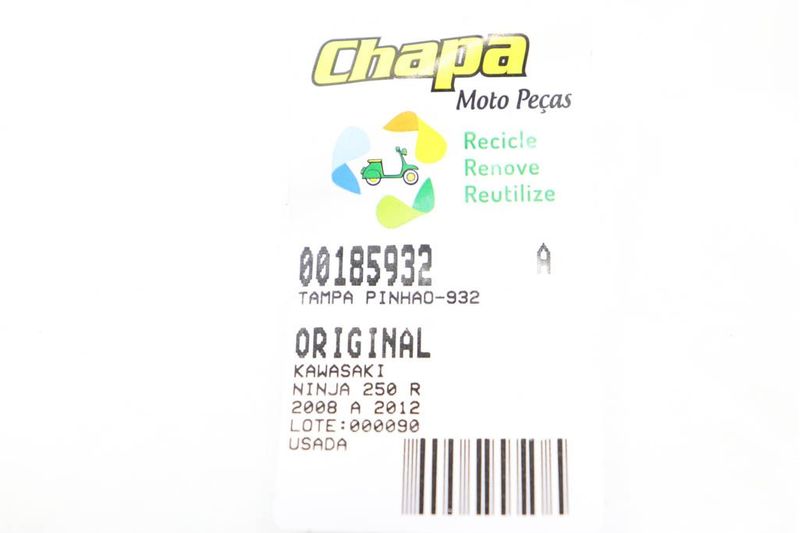 Chapa
Moto Peças
Recicle
Renove
Reutilize
00185932 A
TAMPA PINHAO-932
ORIGINAL
KAWASAKI
NINJA 250 R
2008 A 2012
LOTE:000090
USADA